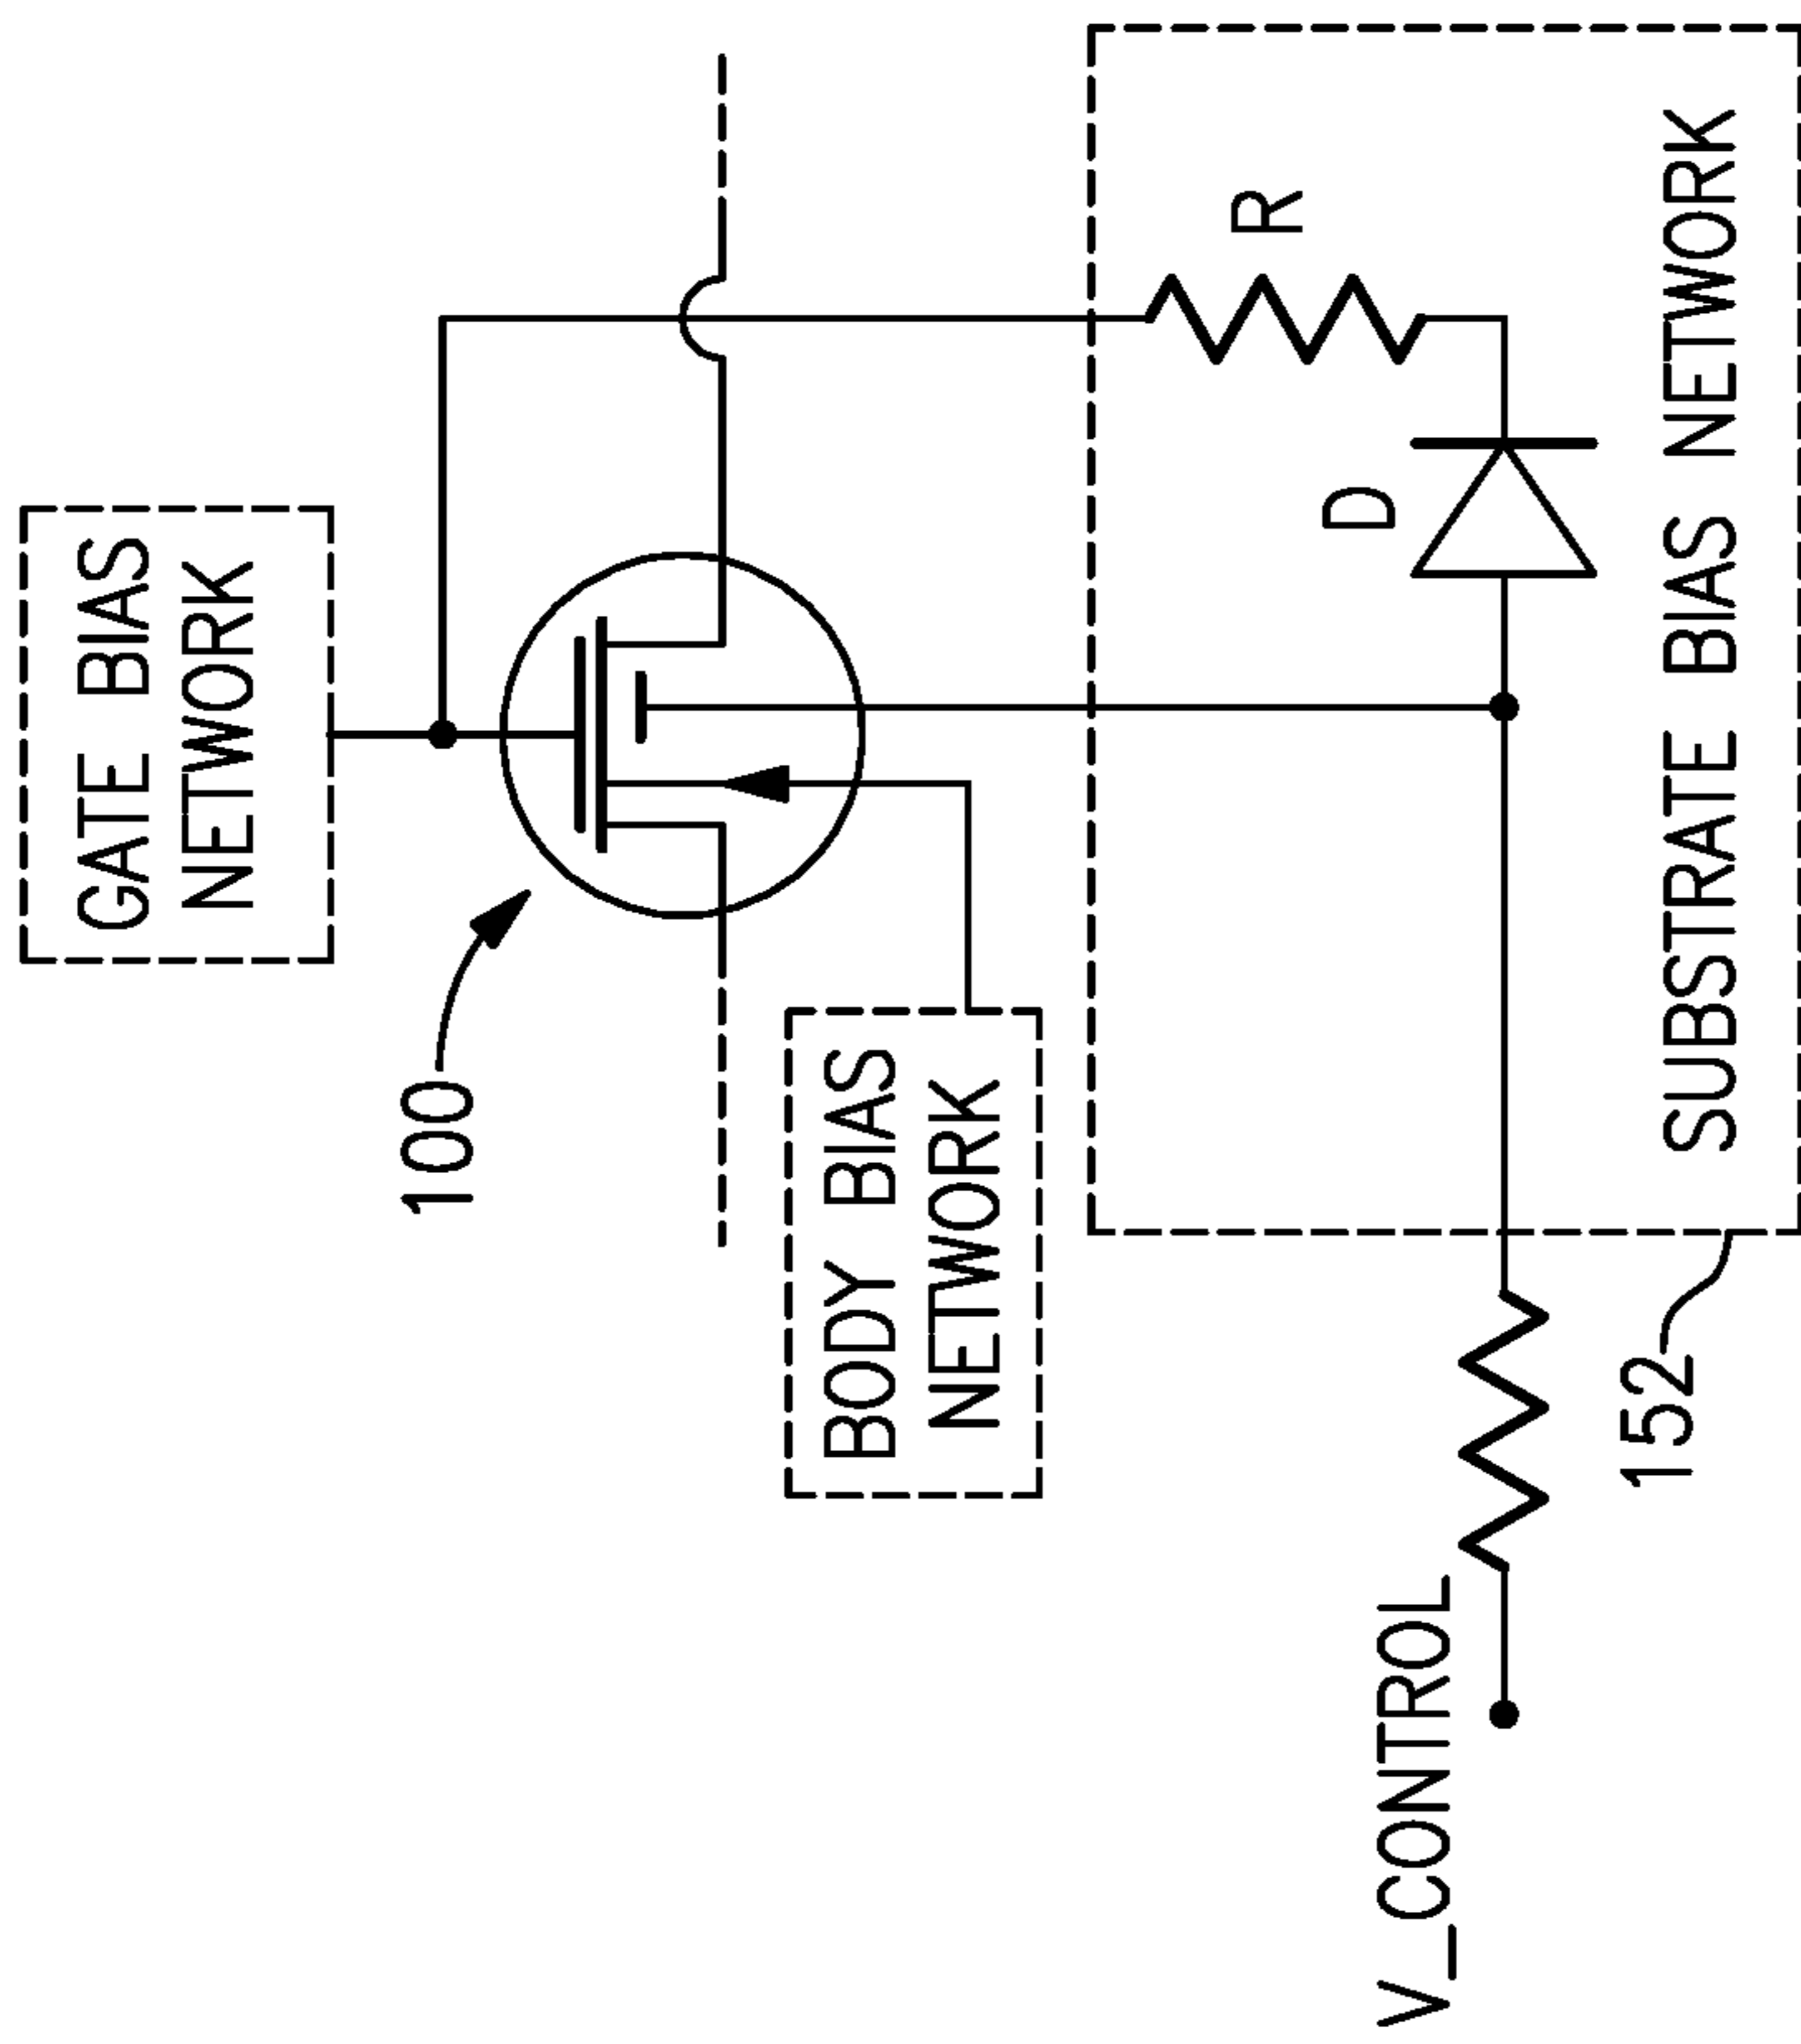 GATE BIAS
NETWORK
100
BODY BIAS
NETWORK
R
D
SUBSTRATE BIAS NETWORK
152
V_CONTROL